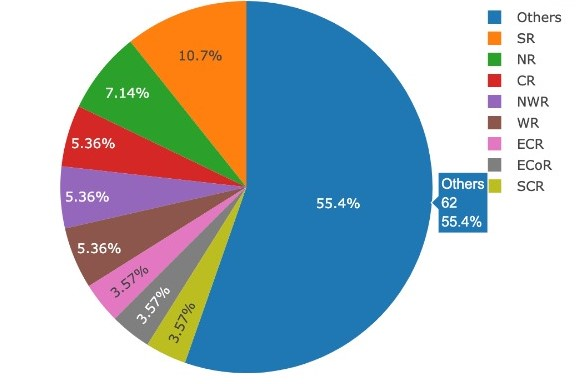 10.7%
7.14%
5.36%
5.36%
5.36%
3.57%
3.57%
3.57%
55.4%
Others
62
55.4%
Others
SR
NR
CR
NWR
WR
ECR
ECoR
SCR